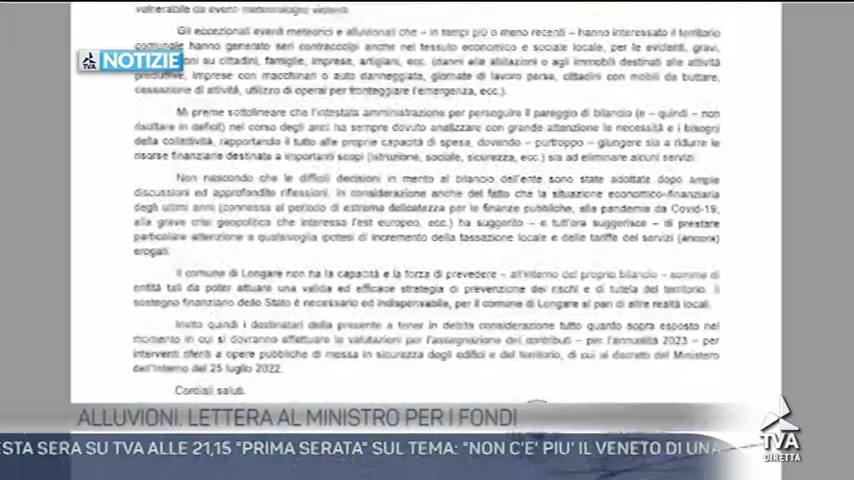 vulnerabile da eventi meteorologici violenti
Gli eccezionali eventi meteorici e alluvionali che – in tempi più o meno recenti – hanno interessato il territorio
comunale hanno generato seri contraccolpi anche nel tessuto economico e sociale locale, per le evidenti, gravi,
su cittadini, famiglie, imprese, artigiani, ecc. (danni alle abitazioni o agli immobili destinati alle attività
produttive, imprese con macchinari o auto danneggiate, giornate di lavoro perse, cittadini con mobili da buttare,
cessazione di attività, utilizzo di operai per fronteggiare l'emergenza, ecc.).
Mi preme sottolineare che l'intestata amministrazione per perseguire il pareggio di bilancio (e – quindi – non
risultare in deficit) nel corso degli anni ha sempre dovuto analizzare con grande attenzione le necessità e i bisogni
della collettività, rapportando il tutto alle proprie capacità di spesa, dovendo – purtroppo – giungere sia a ridurre le
risorse finanziarie destinate a importanti scopi (istruzione, sociale, sicurezza, ecc.) sia ad eliminare alcuni servizi.
Non nascondo che le difficili decisioni in merito al bilancio dell'ente sono state adottate dopo ampie
discussioni ed approfondite riflessioni, in considerazione anche del fatto che la situazione economico-finanziaria
degli ultimi anni (connessa al periodo di estrema delicatezza per le finanze pubbliche, alla pandemia da Covid-19,
alla grave crisi geopolitica che interessa l'est europeo, ecc.) ha suggerito – e tutt'ora suggerisce – di prestare
particolare attenzione a qualsivoglia ipotesi di incremento della tassazione locale e delle tariffe dei servizi (ancora)
erogati.
Il comune di Longare non ha la capacità e la forza di prevedere – all'interno del proprio bilancio – somme di
entità tali da poter attuare una valida ed efficace strategia di prevenzione dei rischi e di tutela del territorio. Il
sostegno finanziario dello Stato è necessario ed indispensabile, per il comune di Longare al pari di altre realtà locali.
Invito quindi i destinatari della presente a tener in debita considerazione tutto quanto sopra esposto nel
momento in cui si dovranno effettuare le valutazioni per l'assegnazione dei contributi – per l'annualità 2023 – per
interventi riferiti a opere pubbliche di messa in sicurezza degli edifici e del territorio, di cui al decreto del Ministero
dell'Interno del 25 luglio 2022.
Cordiali saluti.
TVA NOTIZIE
ALLUVIONI. LETTERA AL MINISTRO PER I FONDI
ESTA SERA SU TVA ALLE 21,15 "PRIMA SERATA" SUL TEMA: "NON C'E' PIU' IL VENETO DI UNA
TVA
DIRETTA